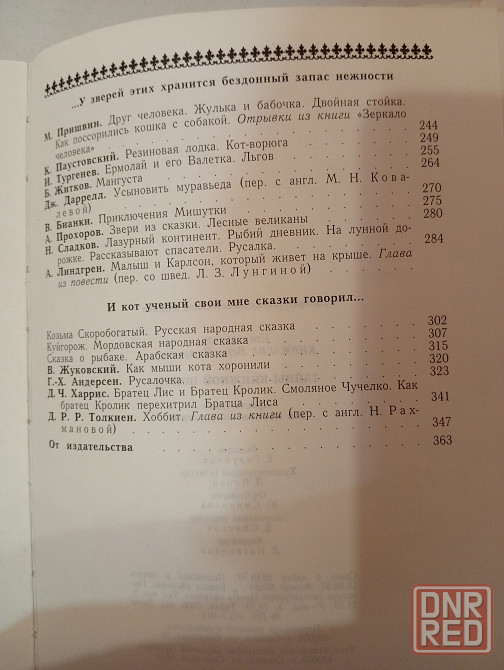 ...У зверей этих хранится бездонный запас нежности
М. Пришвин. Друг человека. Жулька и бабочка. Двойная стойка.
Как поссорились кошка с собакой. Отрывки из книги «Зеркало
человека» . . . . . . . . . . 244
К. Паустовский. Резиновая лодка. Кот-ворюга . . . . 249
И. Тургенев. Ермолай и его Валетка. Льгов . . . . 255
Б. Житков. Мангуста . . . . . . . . 264
Дж. Даррелл. Усыновить муравьеда (пер. с англ. М. Н. Кова-
левой) . . . . . . . . . . 270
В. Бианки. Приключения Мишутки . . . . . . 275
А. Прохоров. Звери из сказки. Лесные великаны . . . 280
Н. Сладков. Лазурный континент. Рыбий дневник. На лунной до-
рожке. Рассказывают спасатели. Русалка. . . . . 284
А. Линдгрен. Малыш и Карлсон, который живет на крыше. Глава
из повести (пер. со швед. Л. З. Лунгиной) . . . .
И кот ученый свои мне сказки говорил...
Козьма Скоробогатый. Русская народная сказка . . . . 302
Куйгорож. Мордовская народная сказка . . . . . 307
Сказка о рыбаке. Арабская сказка . . . . . . 315
В. Жуковский. Как мыши кота хоронили . . . . . 320
Г.-Х. Андерсен. Русалочка. . . . . . . . 323
Д. Ч. Харрис. Братец Лис и Братец Кролик. Смоляное Чучелко. Как
братец Кролик перехитрил Братца Лиса . . . . . 341
Д. Р. Р. Толкиен. Хоббит. Глава из книги (пер. с англ. Н. Рах-
мановой) . . . . . . . . . . 347
От издательства . . . . . . . . . 363
DNR
RED